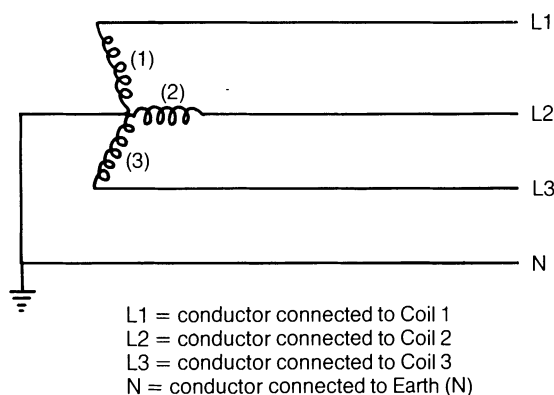 L1
(1)
(2)
L2
(3)
L3
N
L1 = conductor connected to Coil 1
L2 = conductor connected to Coil 2
L3 = conductor connected to Coil 3
N = conductor connected to Earth (N)